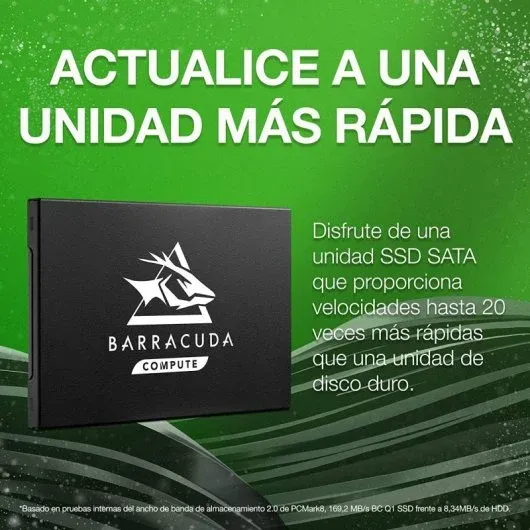 ACTUALICE A UNA
UNIDAD MÁS RÁPIDA
Disfrute de una
unidad SSD SATA
que proporciona
velocidades hasta 20
veces más rápidas
que una unidad de
disco duro.
BARRACUDA
COMPUTE
*Basado en pruebas internas del ancho de banda de almacenamiento 2.0 de PCMark8, 169,2 MB/s BC Q1 SSD frente a 8,34MB/s de HDD.